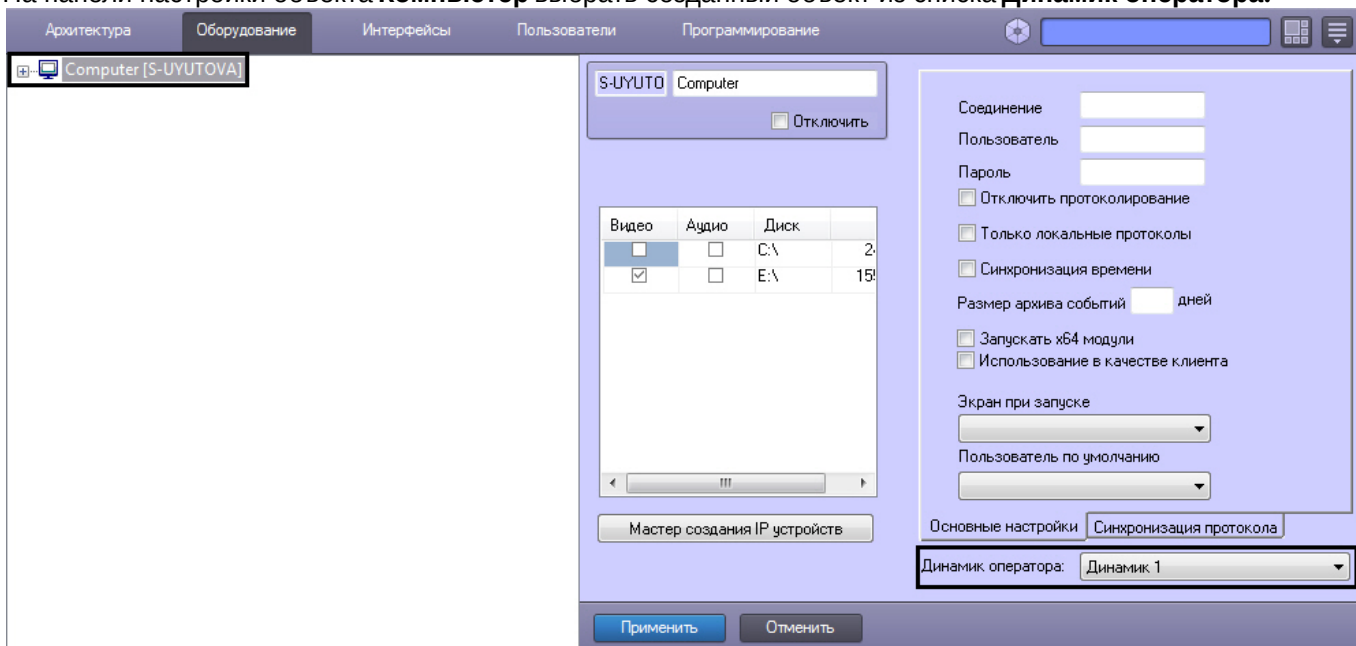 На панели настройки объекта Компьютер выбрать созданный объект из списка Динамик оператора.
Архитектура Оборудование Интерфейсы Пользователи Программирование
Computer [S-UYUTOVA]
S-UYUTO Computer
Отключить
Соединение
Пользователь
Пароль
Отключить протоколирование
Только локальные протоколы
Синхронизация времени
Размер архива событий дней
Запускать x64 модули
Использование в качестве клиента
Экран при запуске
Пользователь по умолчанию
Видео Аудио Диск
C:\ 2
E:\ 15
Мастер создания IP устройств
Основные настройки Синхронизация протокола
Динамик оператора: Динамик 1
Применить Отменить